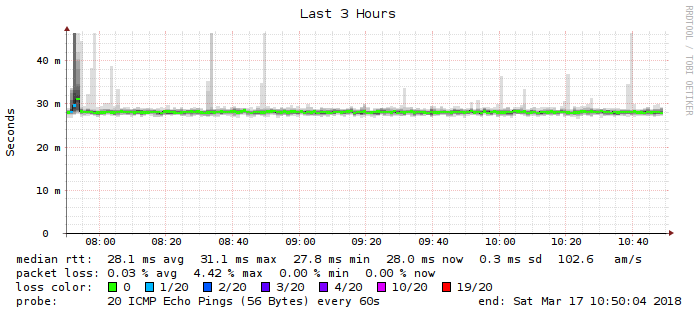 Last 3 Hours
RRDTOOL / TOBI OETIKER
Seconds
40 m
30 m
20 m
10 m
0
08:00 08:20 08:40 09:00 09:20 09:40 10:00 10:20 10:40
median rtt: 28.1 ms avg 31.1 ms max 27.8 ms min 28.0 ms now 0.3 ms sd 102.6 am/s
packet loss: 0.03 % avg 4.42 % max 0.00 % min 0.00 % now
loss color: 0 1/20 2/20 3/20 4/20 10/20 19/20
probe: 20 ICMP Echo Pings (56 Bytes) every 60s end: Sat Mar 17 10:50:04 2018